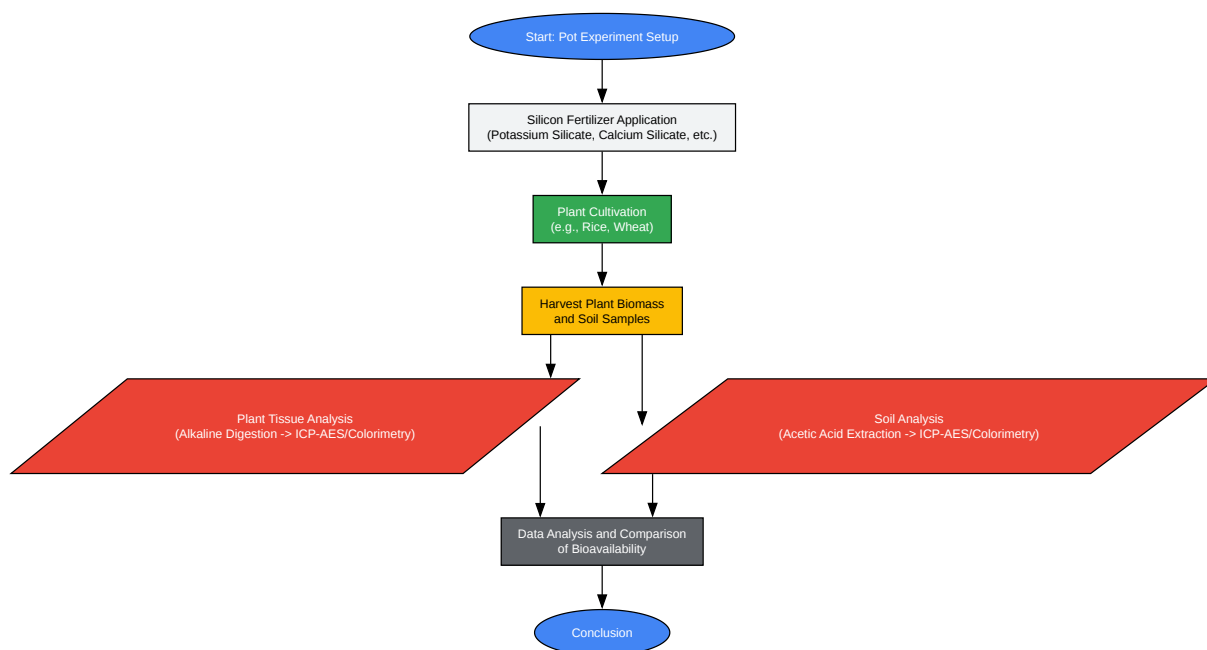 Start: Pot Experiment Setup
Silicon Fertilizer Application
(Potassium Silicate, Calcium Silicate, etc.)
Plant Cultivation
(e.g., Rice, Wheat)
Harvest Plant Biomass
and Soil Samples
Plant Tissue Analysis
(Alkaline Digestion -> ICP-AES/Colorimetry)
Soil Analysis
(Acetic Acid Extraction -> ICP-AES/Colorimetry)
Data Analysis and Comparison
of Bioavailability
Conclusion